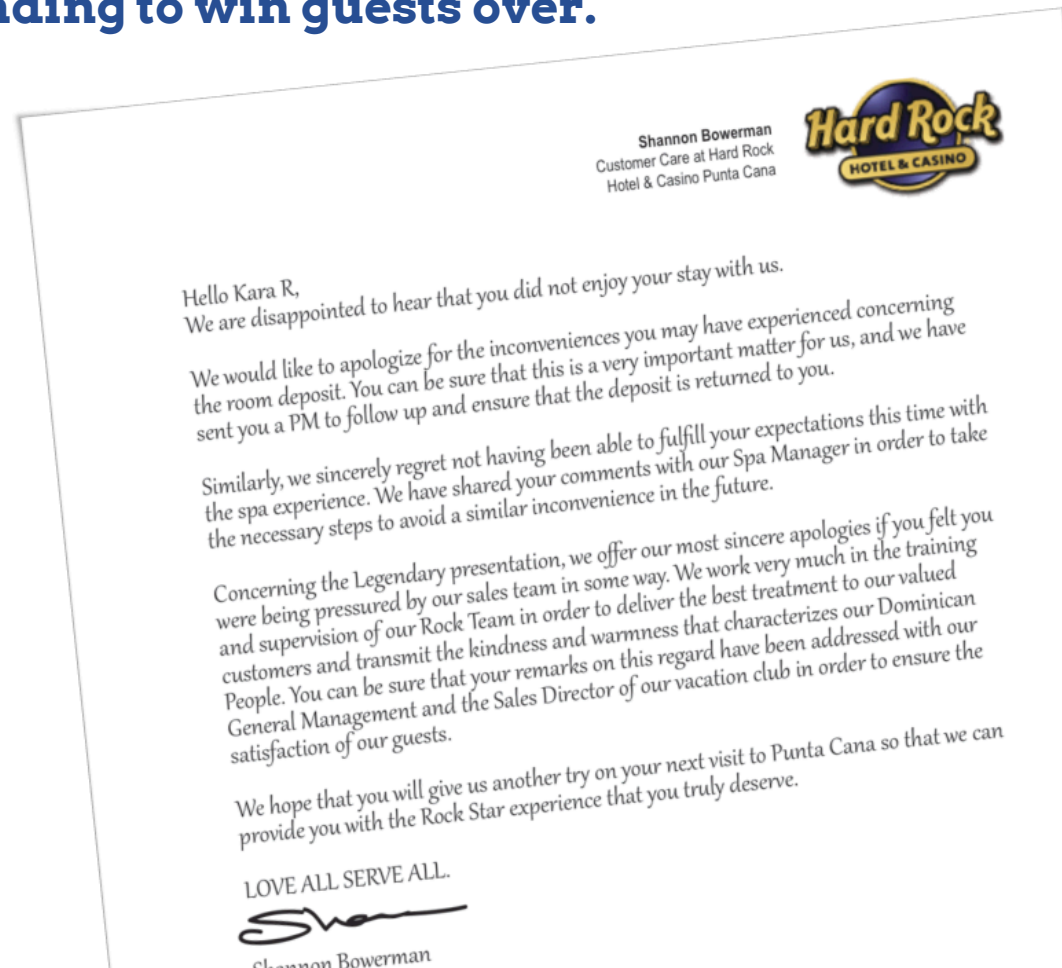 nding to win guests over.
Shannon Bowerman
Customer Care at Hard Rock
Hotel & Casino Punta Cana
Hard Rock
HOTEL & CASINO
Hello Kara R,
We are disappointed to hear that you did not enjoy your stay with us.
We would like to apologize for the inconveniences you may have experienced concerning
the room deposit. You can be sure that this is a very important matter for us, and we have
sent you a PM to follow up and ensure that the deposit is returned to you.
Similarly, we sincerely regret not having been able to fulfill your expectations this time with
the spa experience. We have shared your comments with our Spa Manager in order to take
the necessary steps to avoid a similar inconvenience in the future.
Concerning the Legendary presentation, we offer our most sincere apologies if you felt you
were being pressured by our sales team in some way. We work very much in the training
and supervision of our Rock Team in order to deliver the best treatment to our valued
customers and transmit the kindness and warmness that characterizes our Dominican
People. You can be sure that your remarks on this regard have been addressed with our
General Management and the Sales Director of our vacation club in order to ensure the
satisfaction of our guests.
We hope that you will give us another try on your next visit to Punta Cana so that we can
provide you with the Rock Star experience that you truly deserve.
LOVE ALL SERVE ALL.
Shannon Bowerman